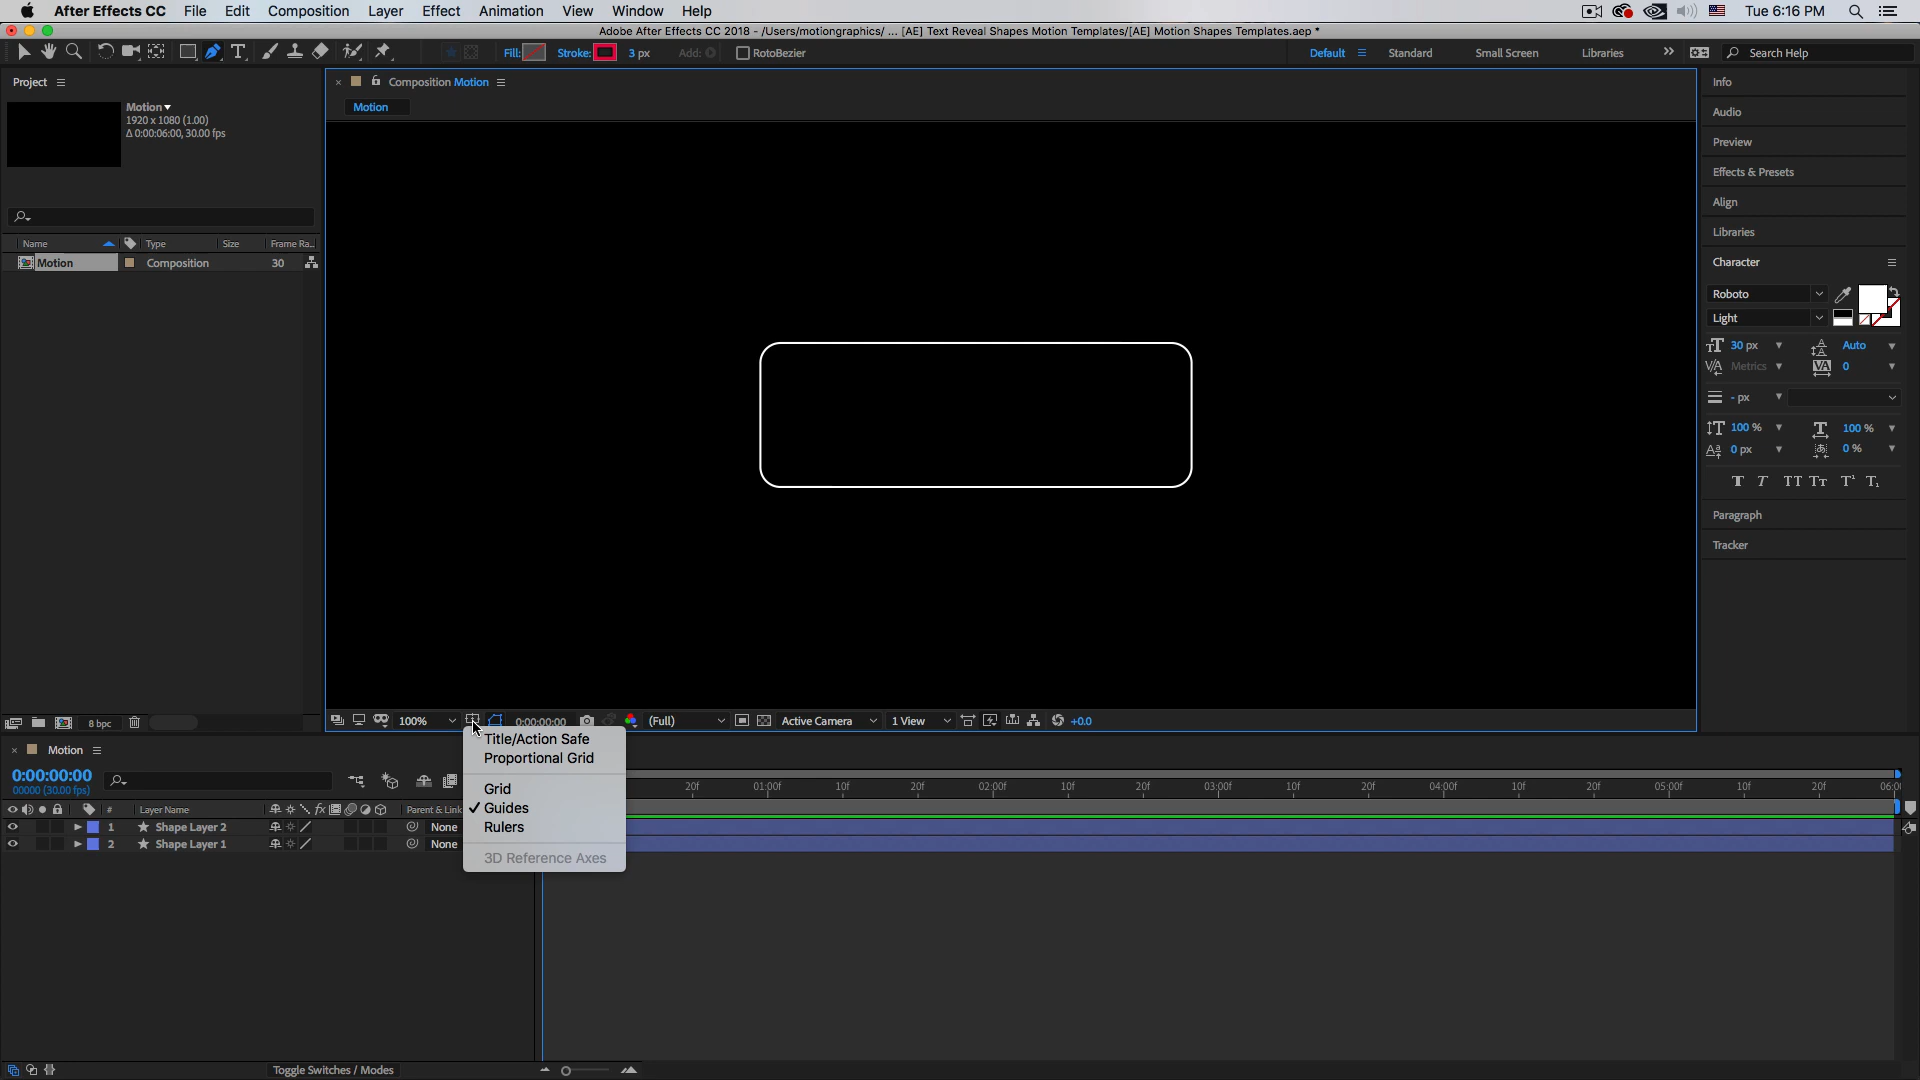 After Effects CC File Edit Composition Layer Effect Animation View Window Help Tue 6:16 PM
Adobe After Effects CC 2018 - /Users/motiongraphics/ ... [AE] Text Reveal Shapes Motion Templates/[AE] Motion Shapes Templates.aep *
Fill: Stroke: 3 px Add: RotoBezier Default Standard Small Screen Libraries Search Help
Project
Motion
1920 x 1080 (1.00)
Δ 0:00:06:00, 30.00 fps
Name Type Size Frame Ra...
Motion Composition 30
8 bpc
Composition Motion
Motion
100% 0:00:00:00 (Full) Active Camera 1 View +0.0
Info
Audio
Preview
Effects & Presets
Align
Libraries
Character
Roboto
Light
30 px Auto
Metrics 0
- px
100 % 100 %
0 px 0 %
Paragraph
Tracker
Title/Action Safe
Proportional Grid
Grid
Guides
Rulers
3D Reference Axes
Motion
0:00:00:00
00000 (30.00 fps)
20f 01:00f 10f 20f 02:00f 10f 20f 03:00f 10f 20f 04:00f 10f 20f 05:00f 10f 20f 06:0
# Layer Name Parent & Link
1 Shape Layer 2 None
2 Shape Layer 1 None
Toggle Switches / Modes